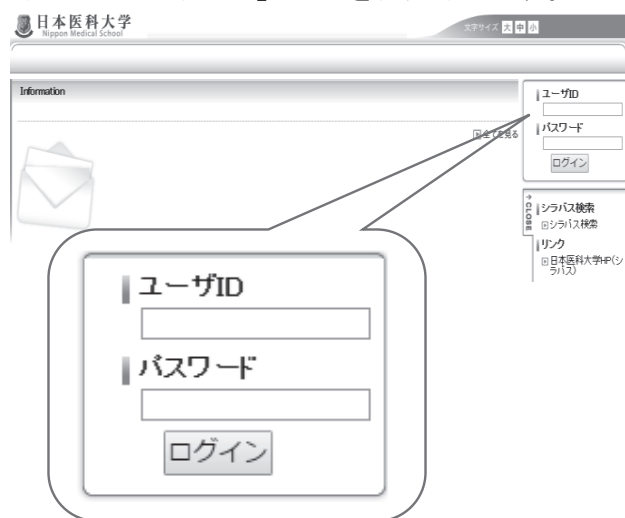 日本医科大学
Nippon Medical School
文字サイズ 大 中 小
Information
全てを見る
ユーザID
パスワード
ログイン
CLOSE
シラバス検索
シラバス検索
リンク
日本医科大学HP(シ
ラバス)
ユーザID
パスワード
ログイン